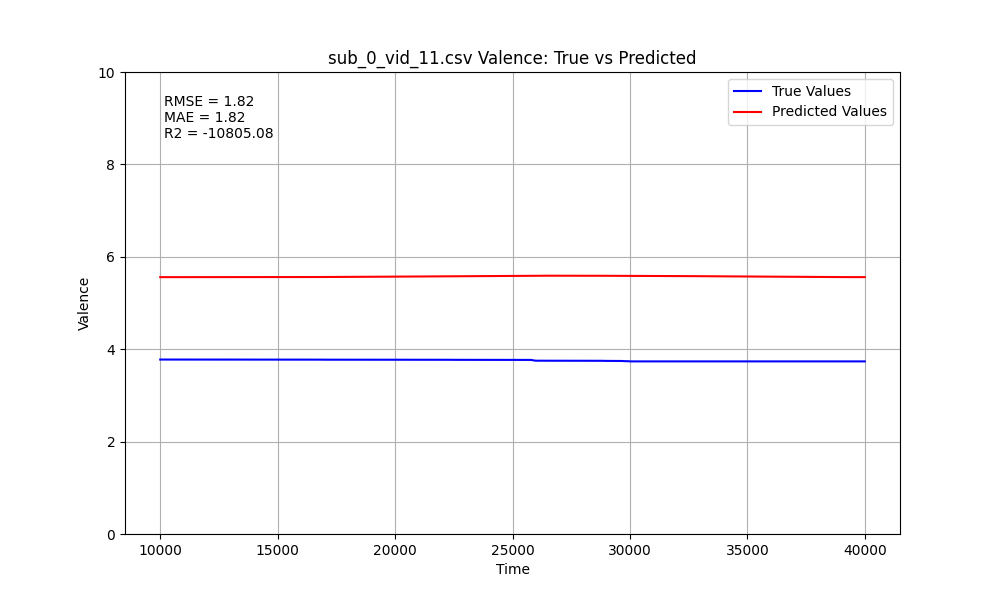 sub_0_vid_11.csv Valence: True vs Predicted
RMSE = 1.82
MAE = 1.82
R2 = -10805.08
True Values
Predicted Values
10
8
6
4
2
0
Valence
10000 15000 20000 25000 30000 35000 40000
Time